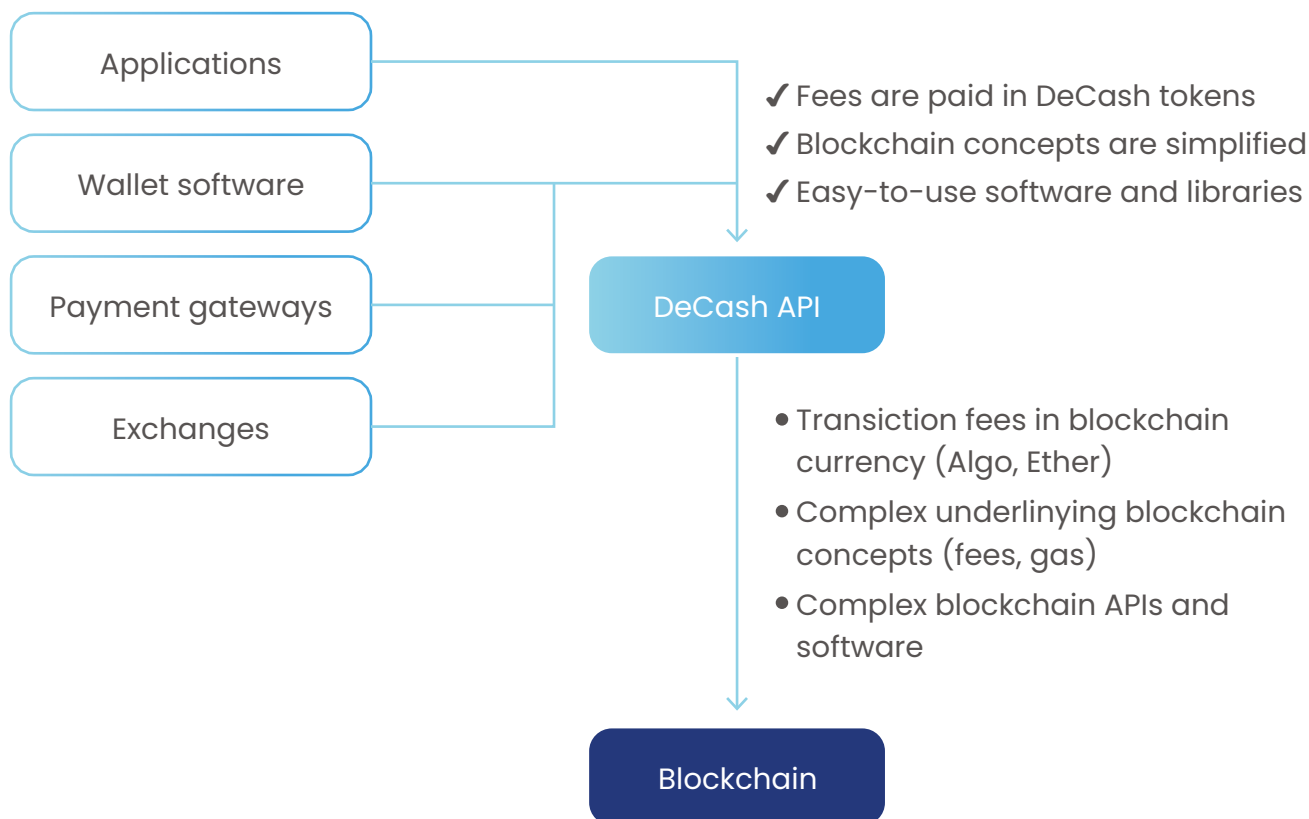 Applications
Wallet software
Payment gateways
Exchanges
✔ Fees are paid in DeCash tokens
✔ Blockchain concepts are simplified
✔ Easy-to-use software and libraries
DeCash API
• Transiction fees in blockchain
currency (Algo, Ether)
• Complex underlinying blockchain
concepts (fees, gas)
• Complex blockchain APIs and
software
Blockchain